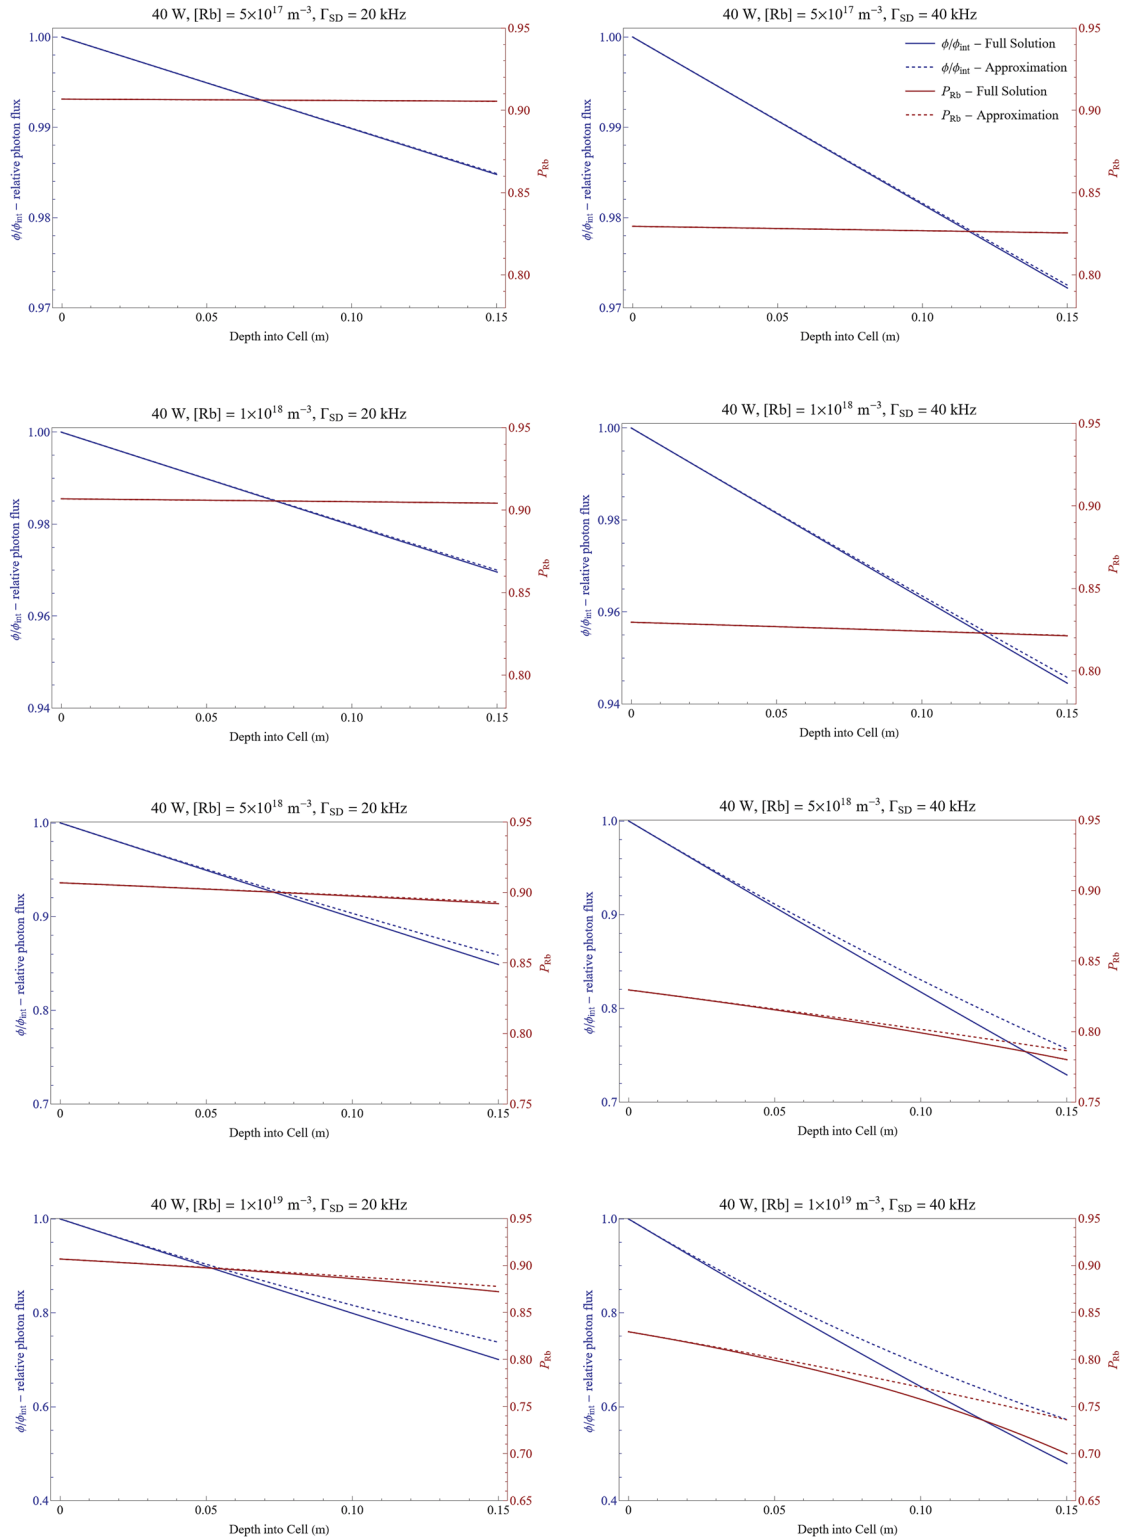 40 W, [Rb] = 5×10¹⁷ m⁻³, Γ_SD = 20 kHz
1.00
0.99
0.98
0.97
ϕ/ϕ_int − relative photon flux
0.95
0.90
0.85
0.80
P_Rb
0
0.05
0.10
0.15
Depth into Cell (m)
40 W, [Rb] = 5×10¹⁷ m⁻³, Γ_SD = 40 kHz
ϕ/ϕ_int − Full Solution
ϕ/ϕ_int − Approximation
P_Rb − Full Solution
P_Rb − Approximation
1.00
0.99
0.98
0.97
ϕ/ϕ_int − relative photon flux
0.95
0.90
0.85
0.80
P_Rb
0
0.05
0.10
0.15
Depth into Cell (m)
40 W, [Rb] = 1×10¹⁸ m⁻³, Γ_SD = 20 kHz
1.00
0.98
0.96
0.94
ϕ/ϕ_int − relative photon flux
0.95
0.90
0.85
0.80
P_Rb
0
0.05
0.10
0.15
Depth into Cell (m)
40 W, [Rb] = 1×10¹⁸ m⁻³, Γ_SD = 40 kHz
1.00
0.98
0.96
0.94
ϕ/ϕ_int − relative photon flux
0.95
0.90
0.85
0.80
P_Rb
0
0.05
0.10
0.15
Depth into Cell (m)
40 W, [Rb] = 5×10¹⁸ m⁻³, Γ_SD = 20 kHz
1.0
0.9
0.8
0.7
ϕ/ϕ_int − relative photon flux
0.95
0.90
0.85
0.80
0.75
P_Rb
0
0.05
0.10
0.15
Depth into Cell (m)
40 W, [Rb] = 5×10¹⁸ m⁻³, Γ_SD = 40 kHz
1.0
0.9
0.8
0.7
ϕ/ϕ_int − relative photon flux
0.95
0.90
0.85
0.80
0.75
P_Rb
0
0.05
0.10
0.15
Depth into Cell (m)
40 W, [Rb] = 1×10¹⁹ m⁻³, Γ_SD = 20 kHz
1.0
0.8
0.6
0.4
ϕ/ϕ_int − relative photon flux
0.95
0.90
0.85
0.80
0.75
0.70
0.65
P_Rb
0
0.05
0.10
0.15
Depth into Cell (m)
40 W, [Rb] = 1×10¹⁹ m⁻³, Γ_SD = 40 kHz
1.0
0.8
0.6
0.4
ϕ/ϕ_int − relative photon flux
0.95
0.90
0.85
0.80
0.75
0.70
0.65
P_Rb
0
0.05
0.10
0.15
Depth into Cell (m)